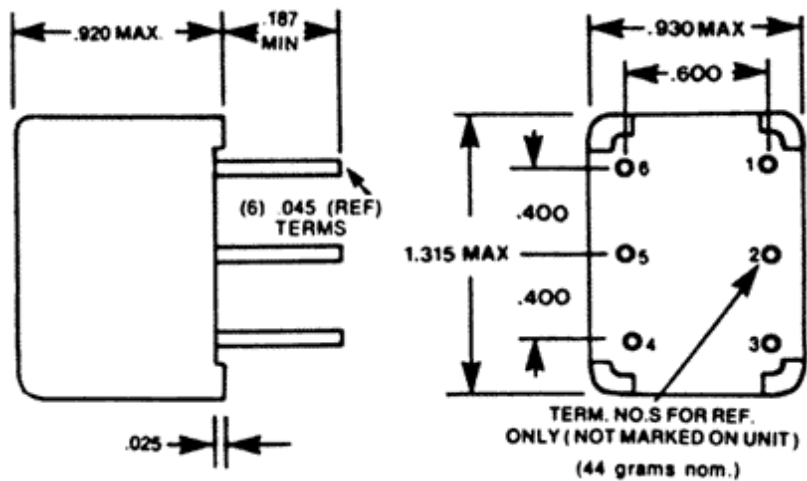 .920 MAX.
.187
MIN
.930 MAX
.600
(6) .045 (REF)
TERMS
6
1
.400
1.315 MAX
5
2
.400
4
3
.025
TERM. NO.S FOR REF.
ONLY (NOT MARKED ON UNIT)
(44 grams nom.)